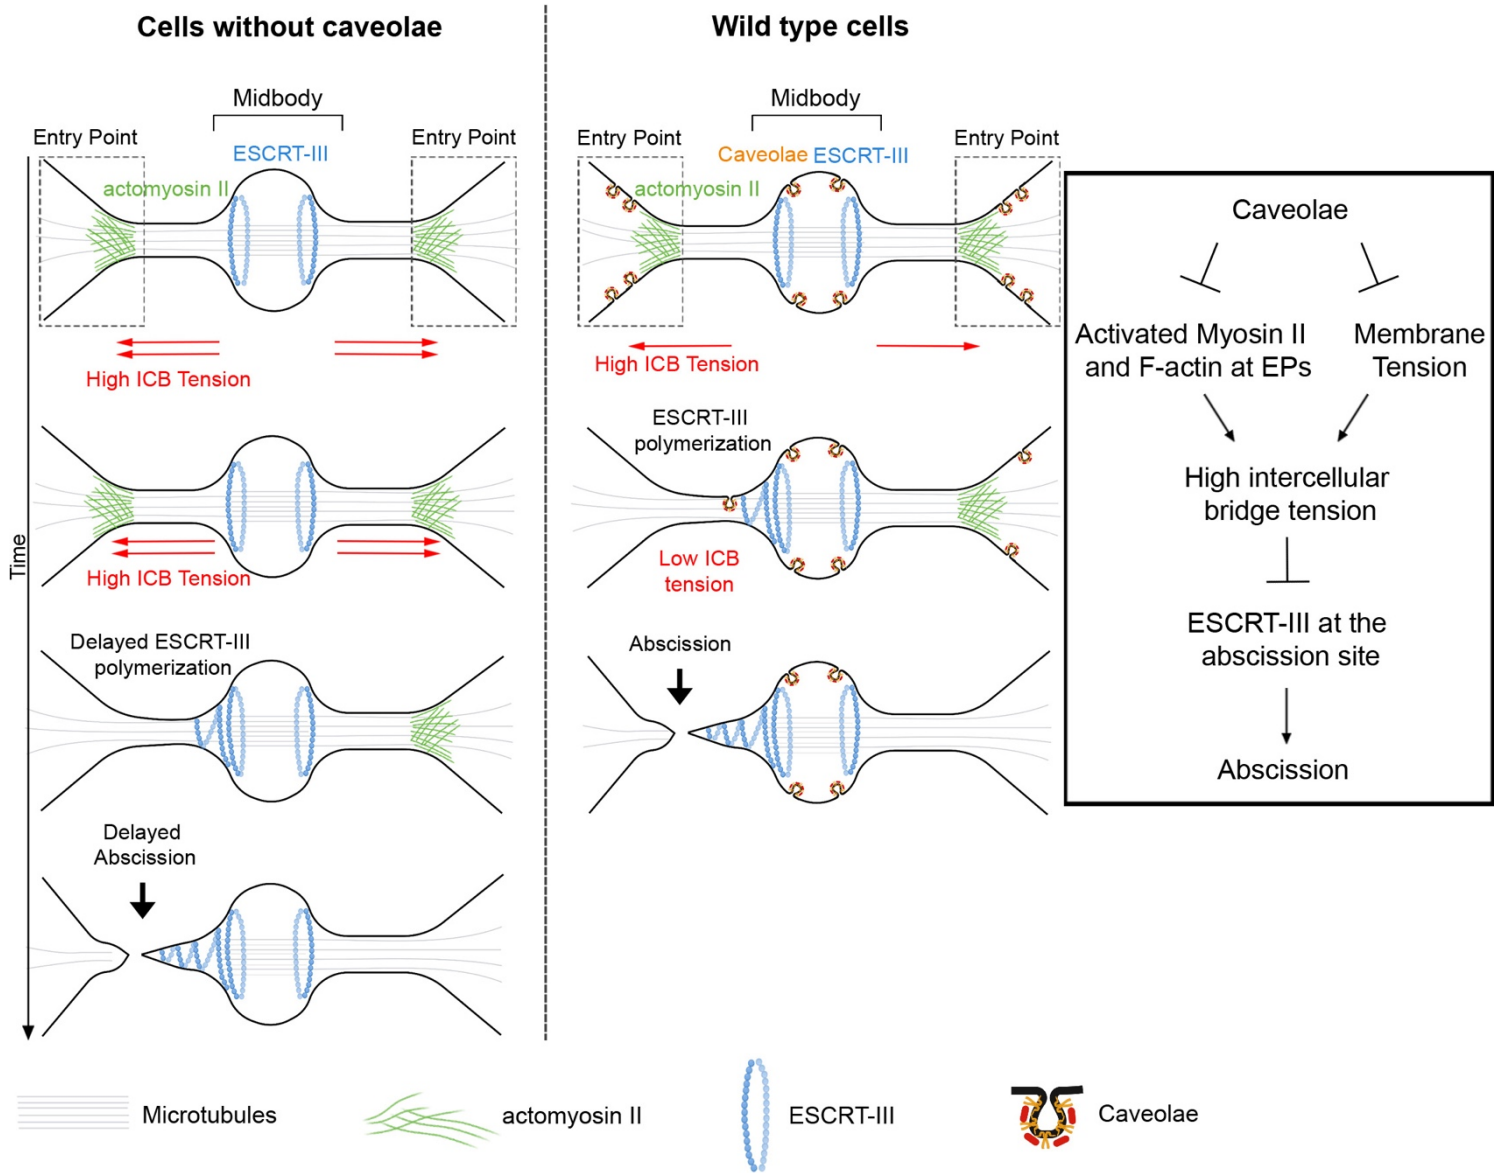 Cells without caveolae
Wild type cells
Midbody
Entry Point
Entry Point
ESCRT-III
actomyosin II
High ICB Tension
High ICB Tension
Delayed ESCRT-III
polymerization
Delayed
Abscission
Time
Midbody
Entry Point
Entry Point
Caveolae ESCRT-III
actomyosin II
High ICB Tension
ESCRT-III
polymerization
Low ICB
tension
Abscission
Caveolae
Activated Myosin II
and F-actin at EPs
Membrane
Tension
High intercellular
bridge tension
ESCRT-III at the
abscission site
Abscission
Microtubules
actomyosin II
ESCRT-III
Caveolae